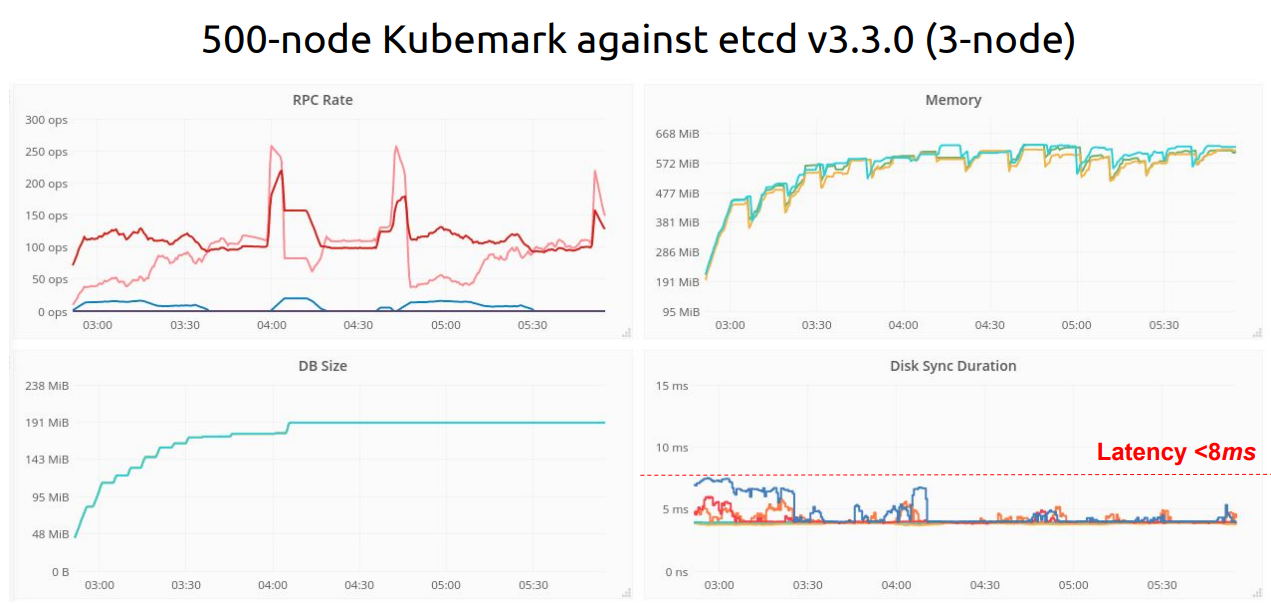 500-node Kubemark against etcd v3.3.0 (3-node)
RPC Rate
300 ops
250 ops
200 ops
150 ops
100 ops
50 ops
0 ops
03:00 03:30 04:00 04:30 05:00 05:30
Memory
668 MiB
572 MiB
477 MiB
381 MiB
286 MiB
191 MiB
95 MiB
03:00 03:30 04:00 04:30 05:00 05:30
DB Size
238 MiB
191 MiB
143 MiB
95 MiB
48 MiB
0 B
03:00 03:30 04:00 04:30 05:00 05:30
Disk Sync Duration
15 ms
10 ms
Latency <8ms
5 ms
0 ns
03:00 03:30 04:00 04:30 05:00 05:30